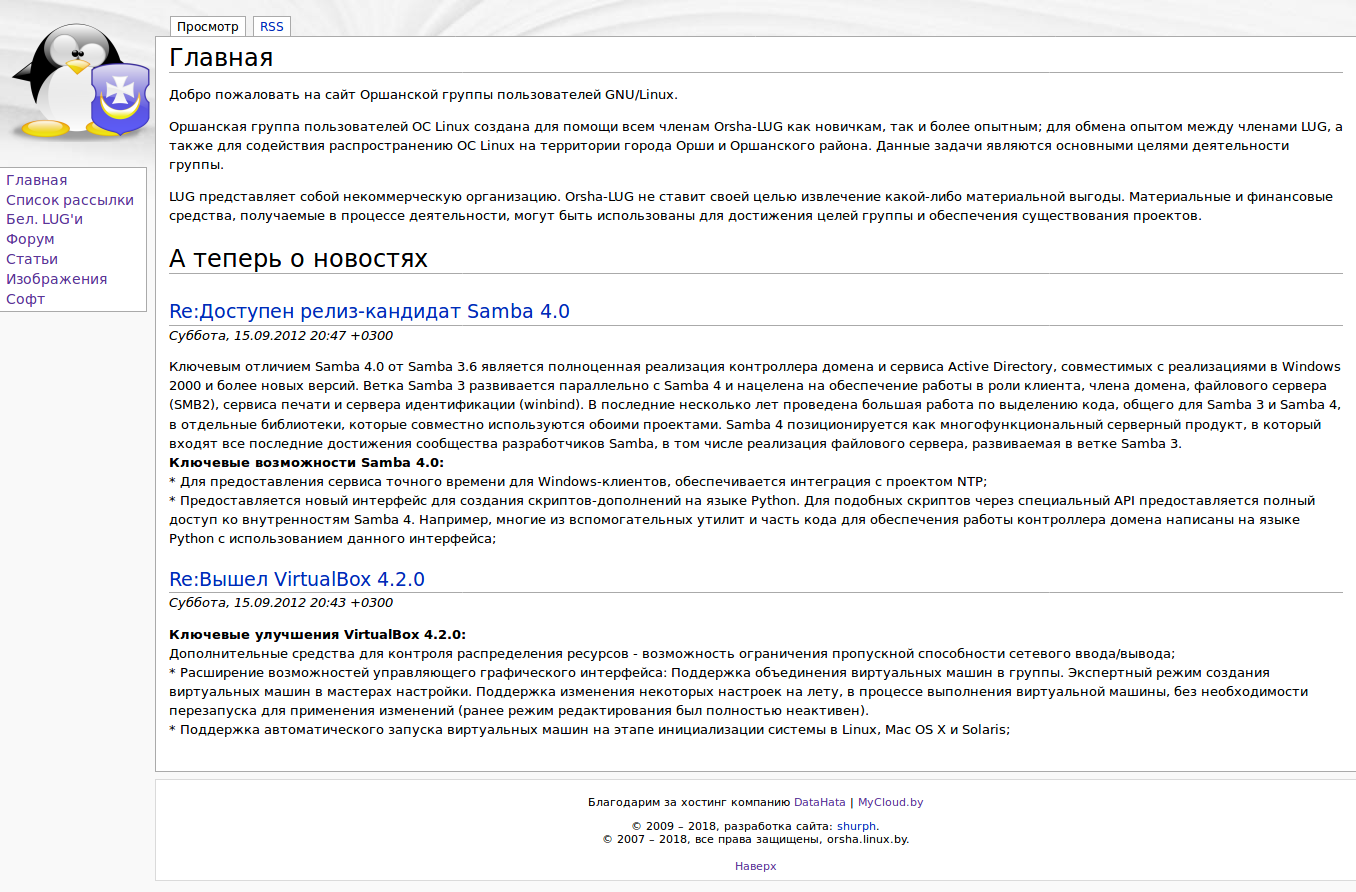 Просмотр
RSS
Главная
Добро пожаловать на сайт Оршанской группы пользователей GNU/Linux.
Оршанская группа пользователей ОС Linux создана для помощи всем членам Orsha-LUG как новичкам, так и более опытным; для обмена опытом между членами LUG, а
также для содействия распространению ОС Linux на территории города Орши и Оршанского района. Данные задачи являются основными целями деятельности
группы.
LUG представляет собой некоммерческую организацию. Orsha-LUG не ставит своей целью извлечение какой-либо материальной выгоды. Материальные и финансовые
средства, получаемые в процессе деятельности, могут быть использованы для достижения целей группы и обеспечения существования проектов.
Главная
Список рассылки
Бел. LUG'и
Форум
Статьи
Изображения
Софт
А теперь о новостях
Re:Доступен релиз-кандидат Samba 4.0
Суббота, 15.09.2012 20:47 +0300
Ключевым отличием Samba 4.0 от Samba 3.6 является полноценная реализация контроллера домена и сервиса Active Directory, совместимых с реализациями в Windows
2000 и более новых версий. Ветка Samba 3 развивается параллельно с Samba 4 и нацелена на обеспечение работы в роли клиента, члена домена, файлового сервера
(SMB2), сервиса печати и сервера идентификации (winbind). В последние несколько лет проведена большая работа по выделению кода, общего для Samba 3 и Samba 4,
в отдельные библиотеки, которые совместно используются обоими проектами. Samba 4 позиционируется как многофункциональный серверный продукт, в который
входят все последние достижения сообщества разработчиков Samba, в том числе реализация файлового сервера, развиваемая в ветке Samba 3.
Ключевые возможности Samba 4.0:
* Для предоставления сервиса точного времени для Windows-клиентов, обеспечивается интеграция с проектом NTP;
* Предоставляется новый интерфейс для создания скриптов-дополнений на языке Python. Для подобных скриптов через специальный API предоставляется полный
доступ ко внутренностям Samba 4. Например, многие из вспомогательных утилит и часть кода для обеспечения работы контроллера домена написаны на языке
Python с использованием данного интерфейса;
Re:Вышел VirtualBox 4.2.0
Суббота, 15.09.2012 20:43 +0300
Ключевые улучшения VirtualBox 4.2.0:
Дополнительные средства для контроля распределения ресурсов - возможность ограничения пропускной способности сетевого ввода/вывода;
* Расширение возможностей управляющего графического интерфейса: Поддержка объединения виртуальных машин в группы. Экспертный режим создания
виртуальных машин в мастерах настройки. Поддержка изменения некоторых настроек на лету, в процессе выполнения виртуальной машины, без необходимости
перезапуска для применения изменений (ранее режим редактирования был полностью неактивен).
* Поддержка автоматического запуска виртуальных машин на этапе инициализации системы в Linux, Mac OS X и Solaris;
Благодарим за хостинг компанию DataHata | MyCloud.by
© 2009 – 2018, разработка сайта: shurph.
© 2007 – 2018, все права защищены, orsha.linux.by.
Наверх